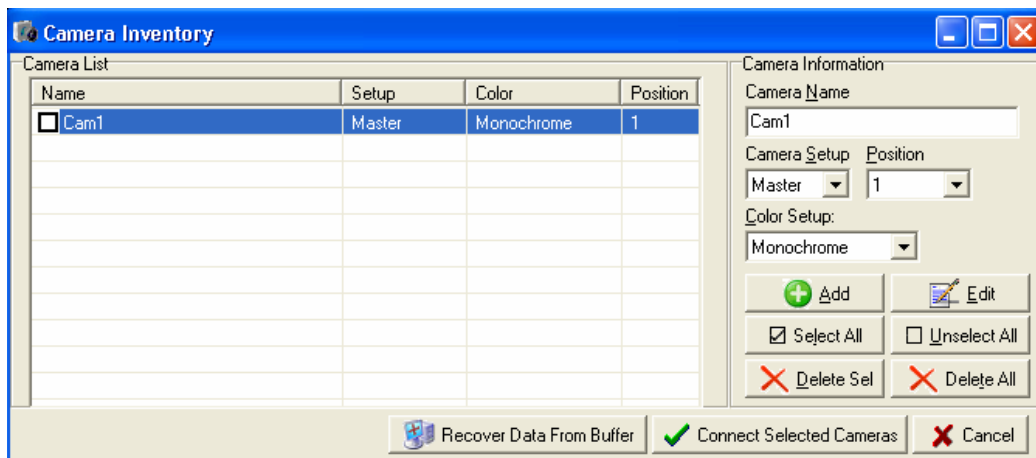 Camera Inventory
Camera List
Name Setup Color Position
Cam1 Master Monochrome 1
Camera Information
Camera Name
Cam1
Camera Setup Position
Master 1
Color Setup:
Monochrome
Add Edit
Select All Unselect All
Delete Sel Delete All
Recover Data From Buffer Connect Selected Cameras Cancel